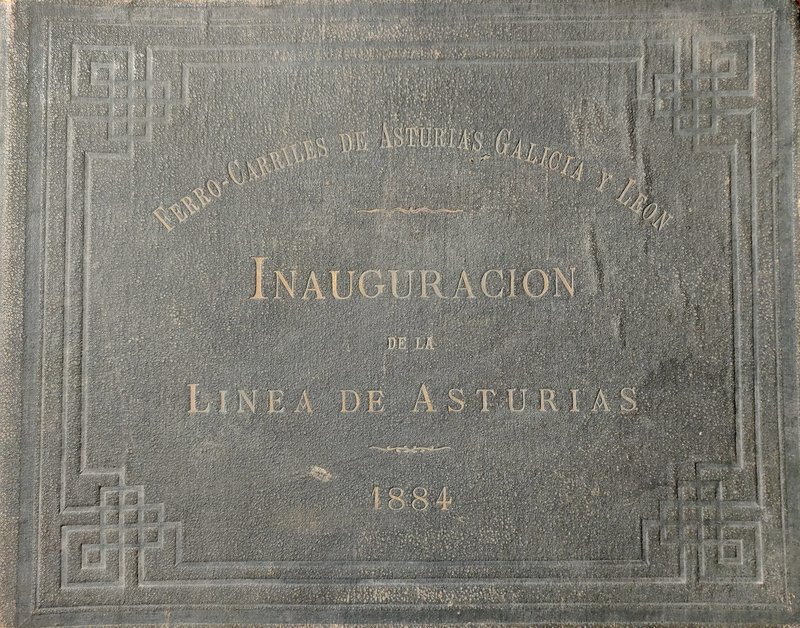 Ferro-Carriles de Asturias, Galicia y Leon
Inauguracion
de la
Linea de Asturias
1884